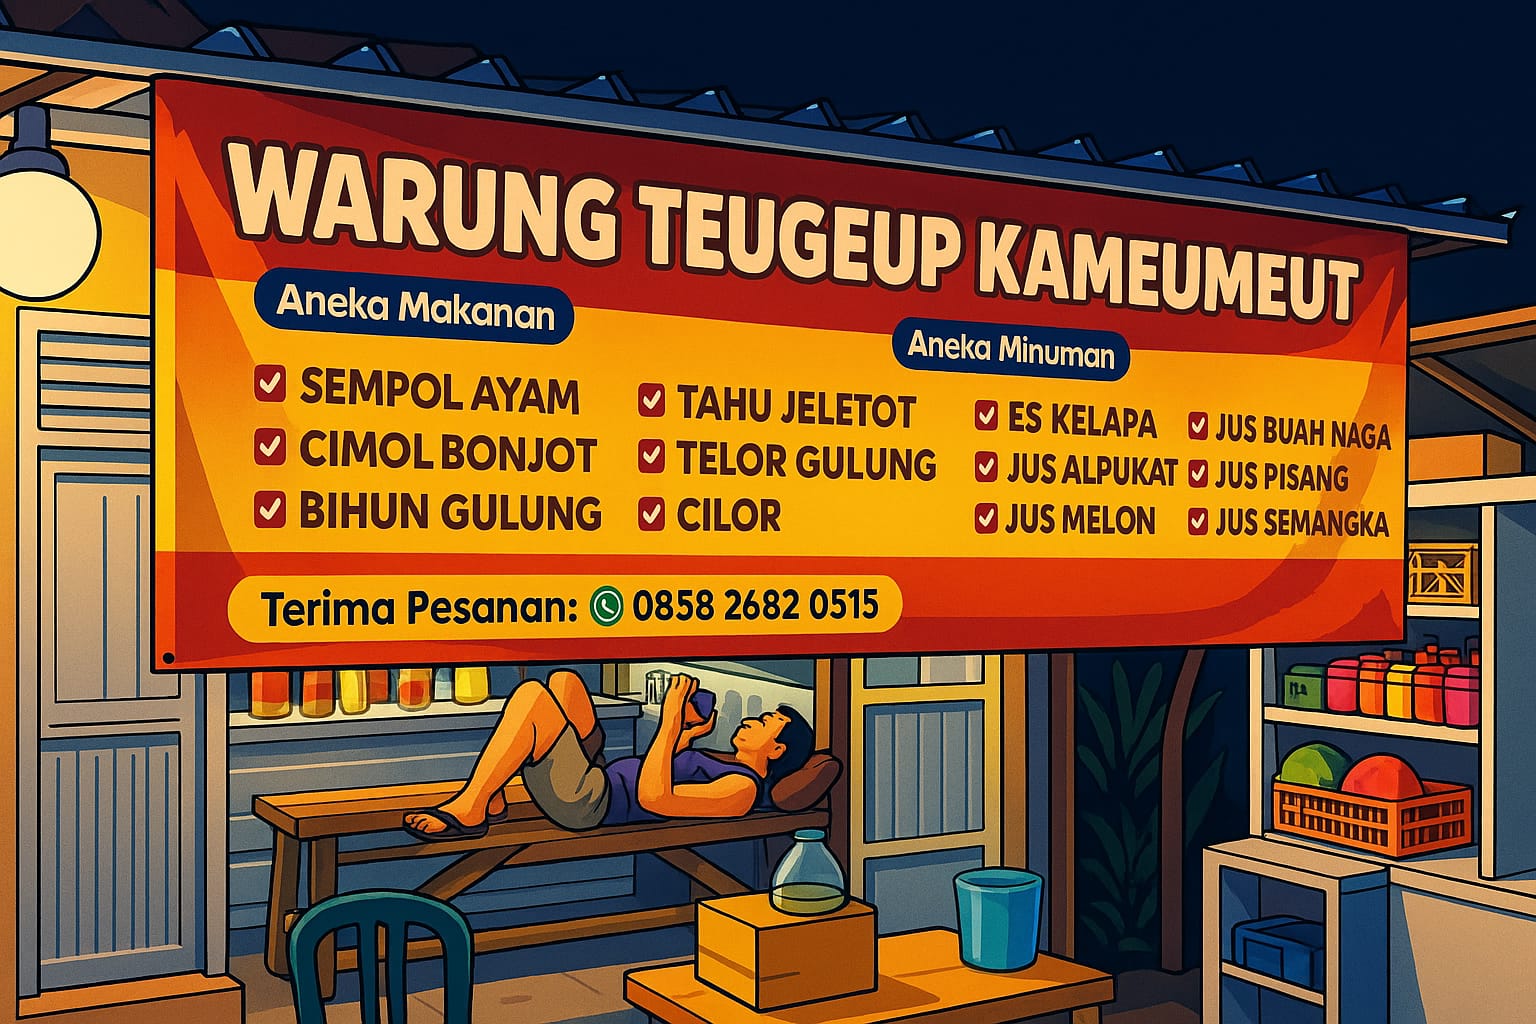 WARUNG TEUGEUP KAMEUMEUT
Aneka Makanan
SEMPOL AYAM
CIMOL BONJOT
BIHUN GULUNG
TAHU JELETOT
TELOR GULUNG
CILOR
Aneka Minuman
ES KELAPA
JUS ALPUKAT
JUS MELON
JUS BUAH NAGA
JUS PISANG
JUS SEMANGKA
Terima Pesanan: 0858 2682 0515